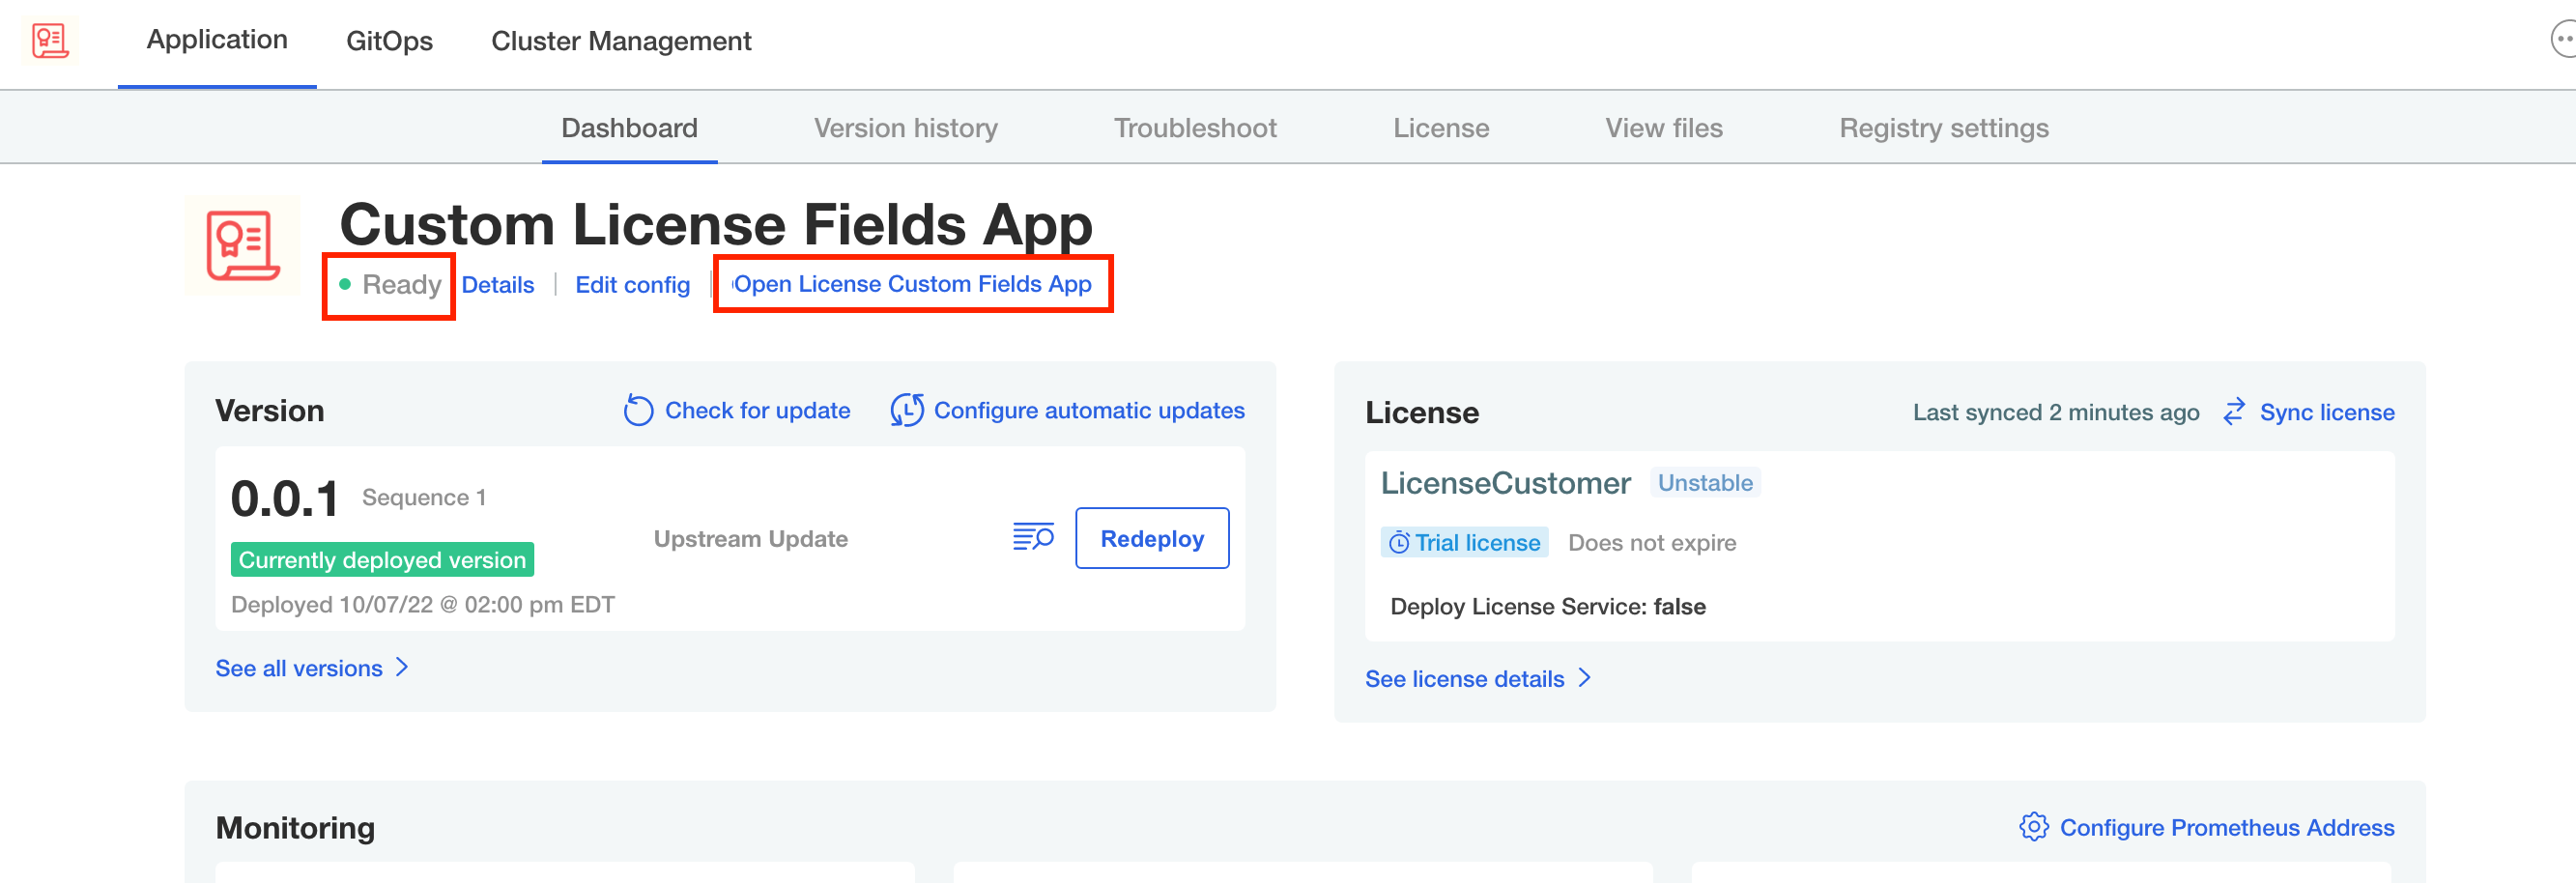 Application GitOps Cluster Management
Dashboard Version history Troubleshoot License View files Registry settings
Custom License Fields App
Ready Details Edit config Open License Custom Fields App
Version Check for update Configure automatic updates
0.0.1 Sequence 1
Currently deployed version
Deployed 10/07/22 @ 02:00 pm EDT
Upstream Update
Redeploy
See all versions
License Last synced 2 minutes ago Sync license
LicenseCustomer Unstable
Trial license Does not expire
Deploy License Service: false
See license details
Monitoring Configure Prometheus Address